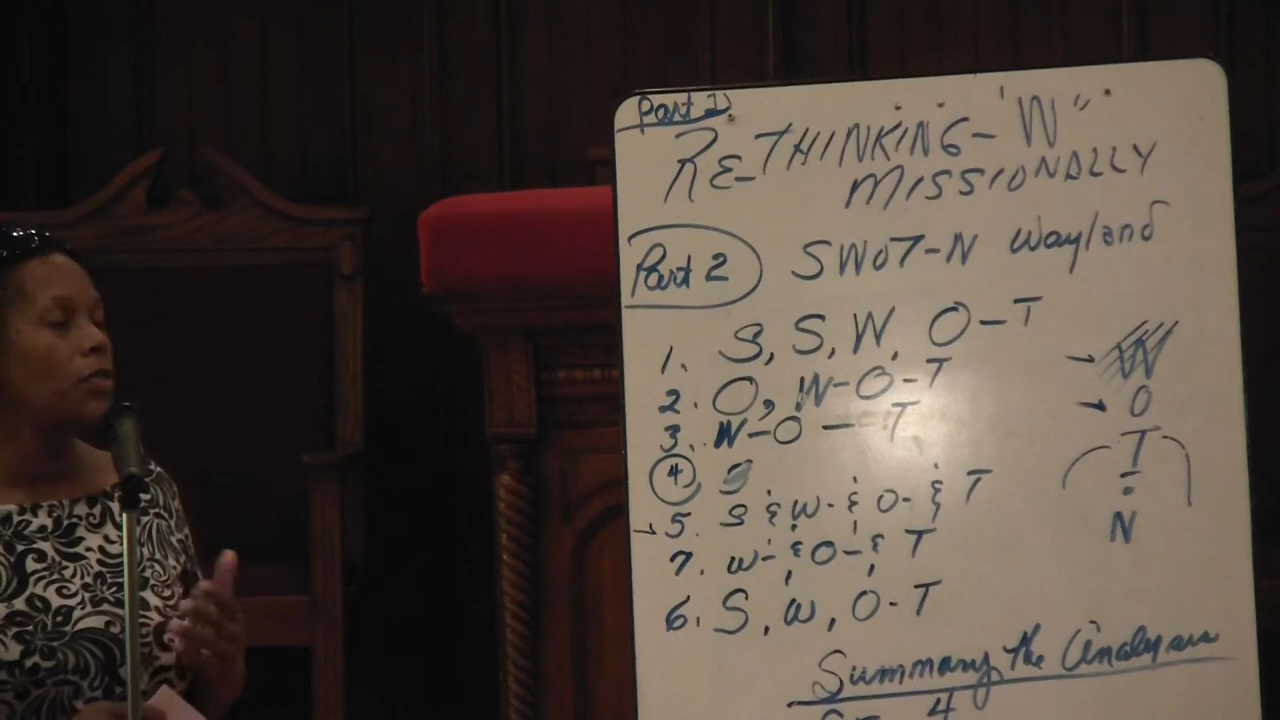 Part 1.
RE-THINKING- "W"
MISSIONALLY
Part 2 SWOT-N Wayland
1. S, S, W, O-T
2. O, W-O-T
3. W-O-T
4 S
5. S & W & O & T
7. W & O & T
6. S, W, O-T
W
O
T
N
Summary the Analysis
4